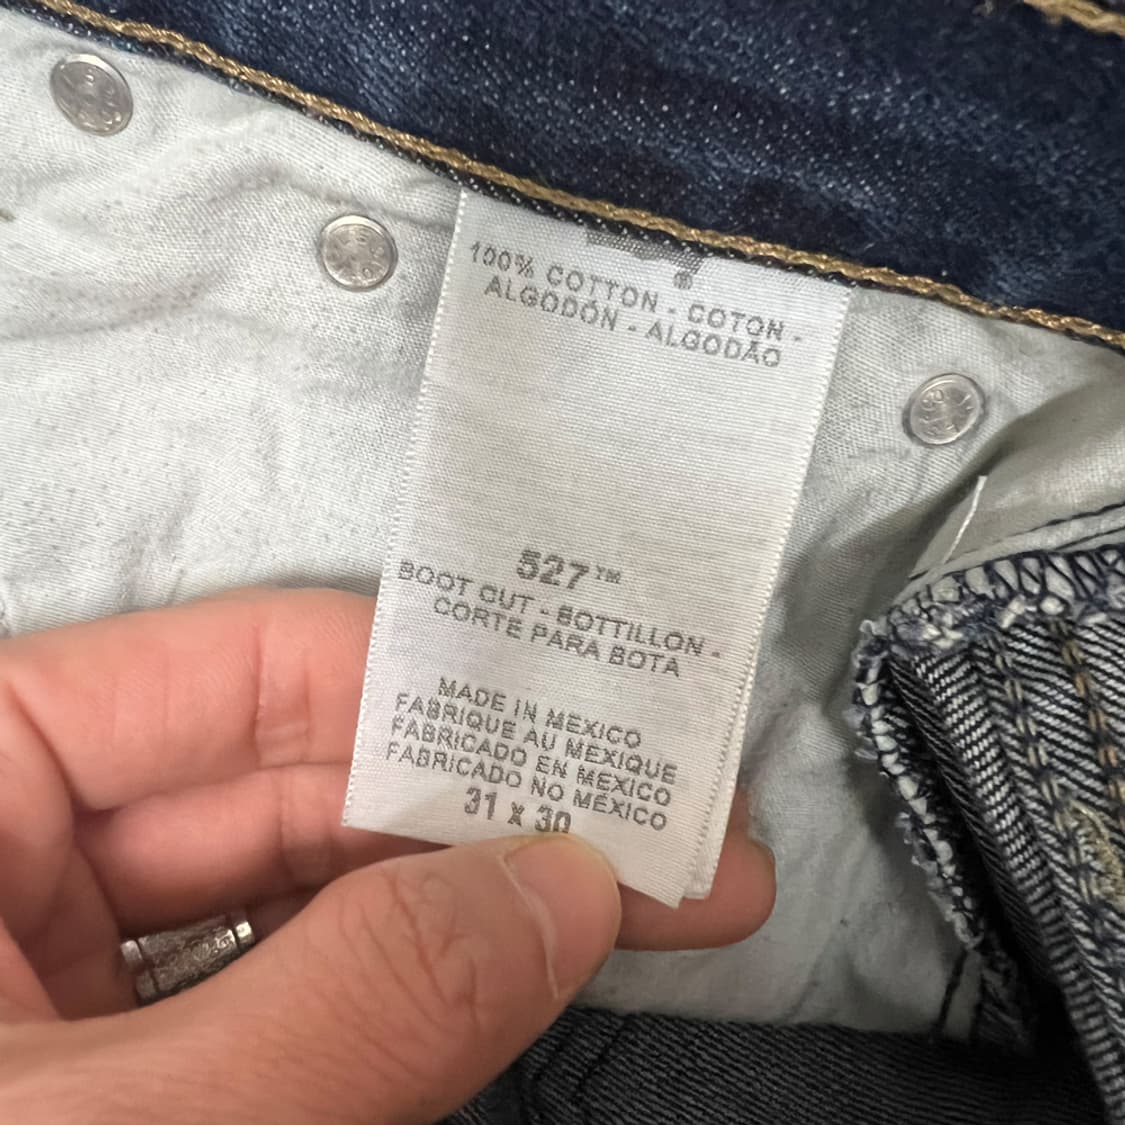 100% COTTON - COTON -
ALGODÓN - ALGODÃO
527™
BOOT CUT - BOTTILLON -
CORTE PARA BOTA
MADE IN MEXICO
FABRIQUE AU MEXIQUE
FABRICADO EN MEXICO
FABRICADO NO MÉXICO
31 x 30